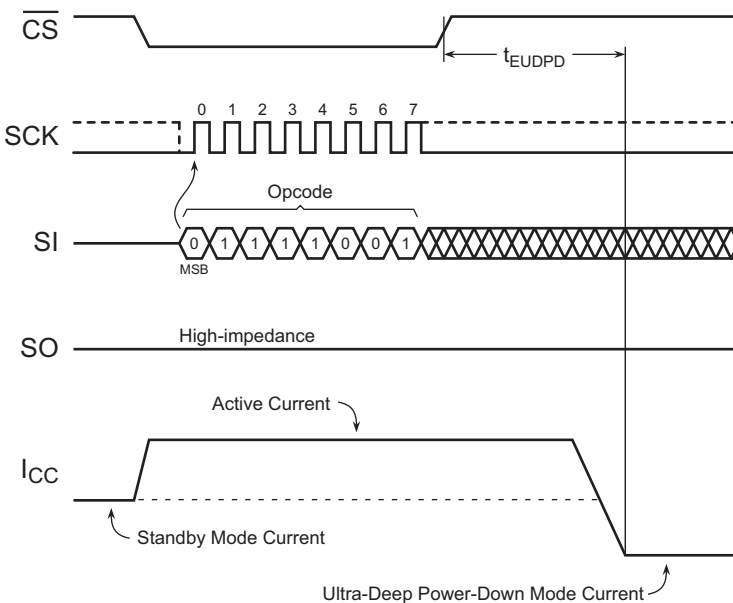 CS
tEUDPD
0 1 2 3 4 5 6 7
SCK
Opcode
SI
0 1 1 1 1 0 0 1
MSB
High-impedance
SO
Active Current
ICC
Standby Mode Current
Ultra-Deep Power-Down Mode Current